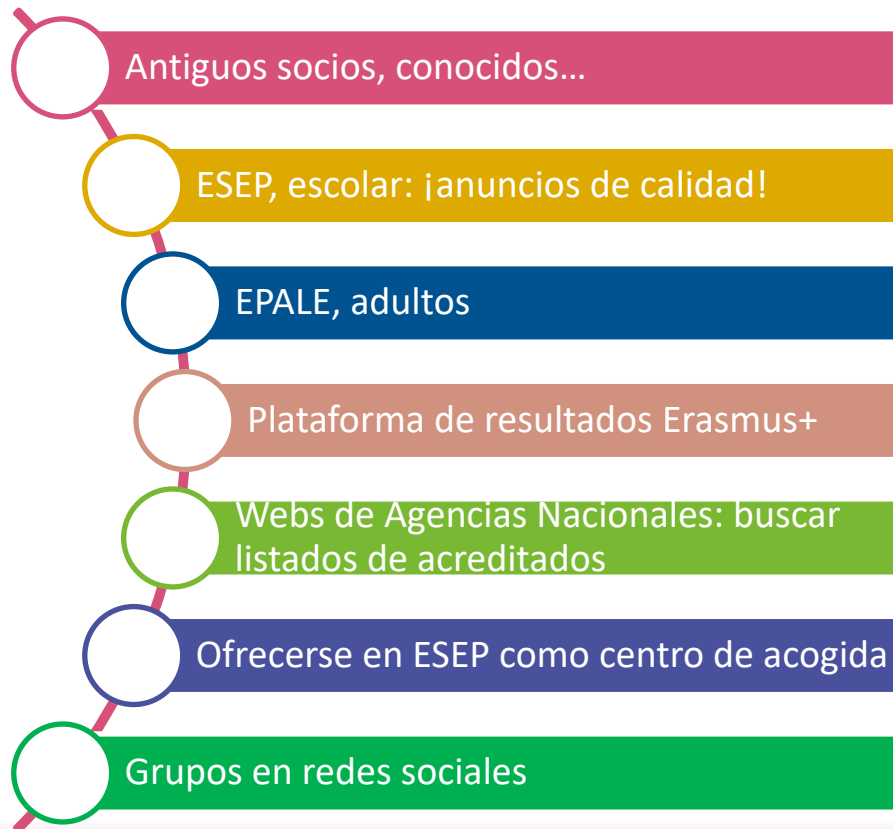 Antiguos socios, conocidos…
ESEP, escolar: ¡anuncios de calidad!
EPALE, adultos
Plataforma de resultados Erasmus+
Webs de Agencias Nacionales: buscar
listados de acreditados
Ofrecerse en ESEP como centro de acogida
Grupos en redes sociales